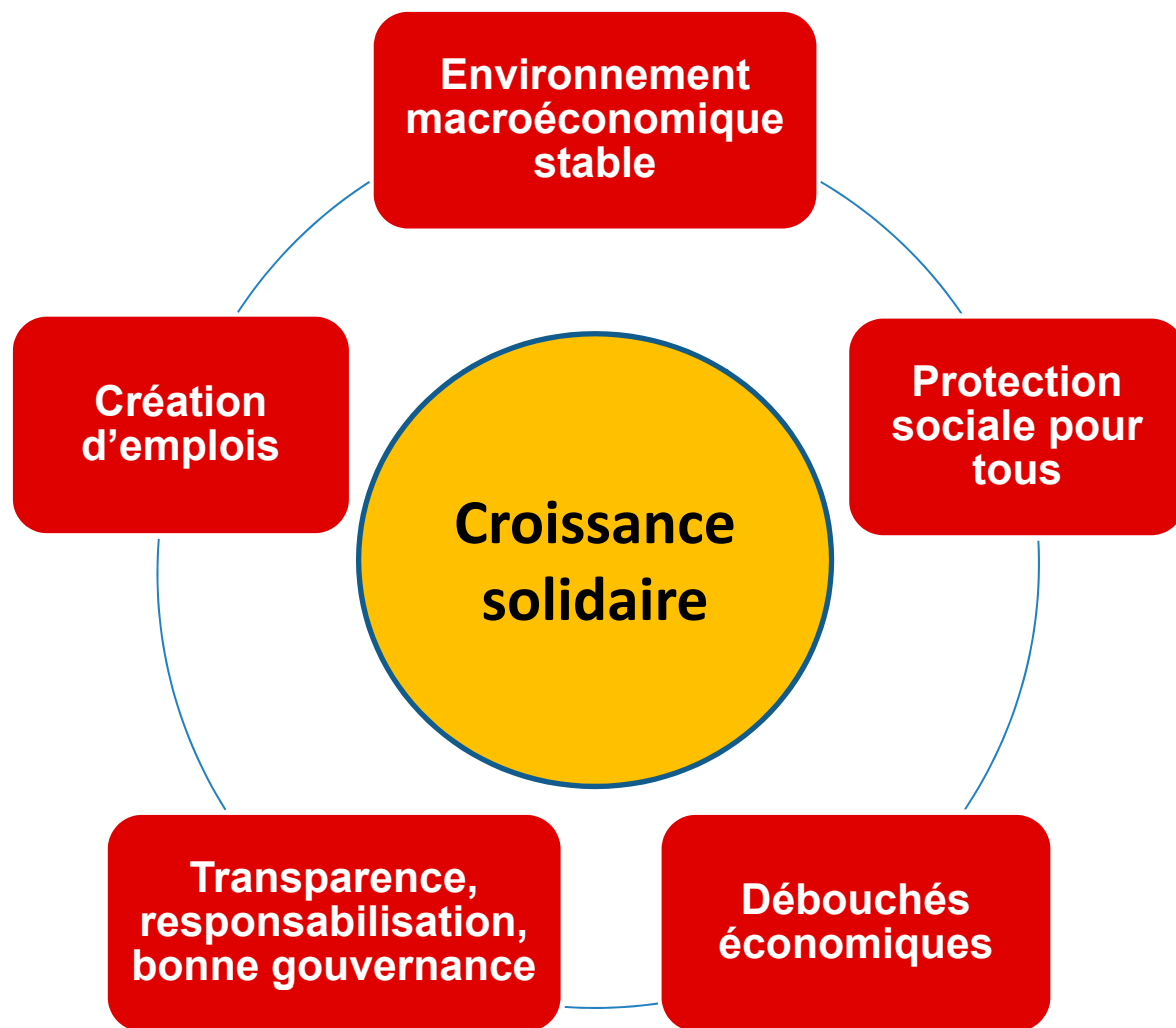 Environnement
macroéconomique
stable
Protection
sociale pour
tous
Débouchés
économiques
Transparence,
responsabilisation,
bonne gouvernance
Création
d’emplois
Croissance
solidaire